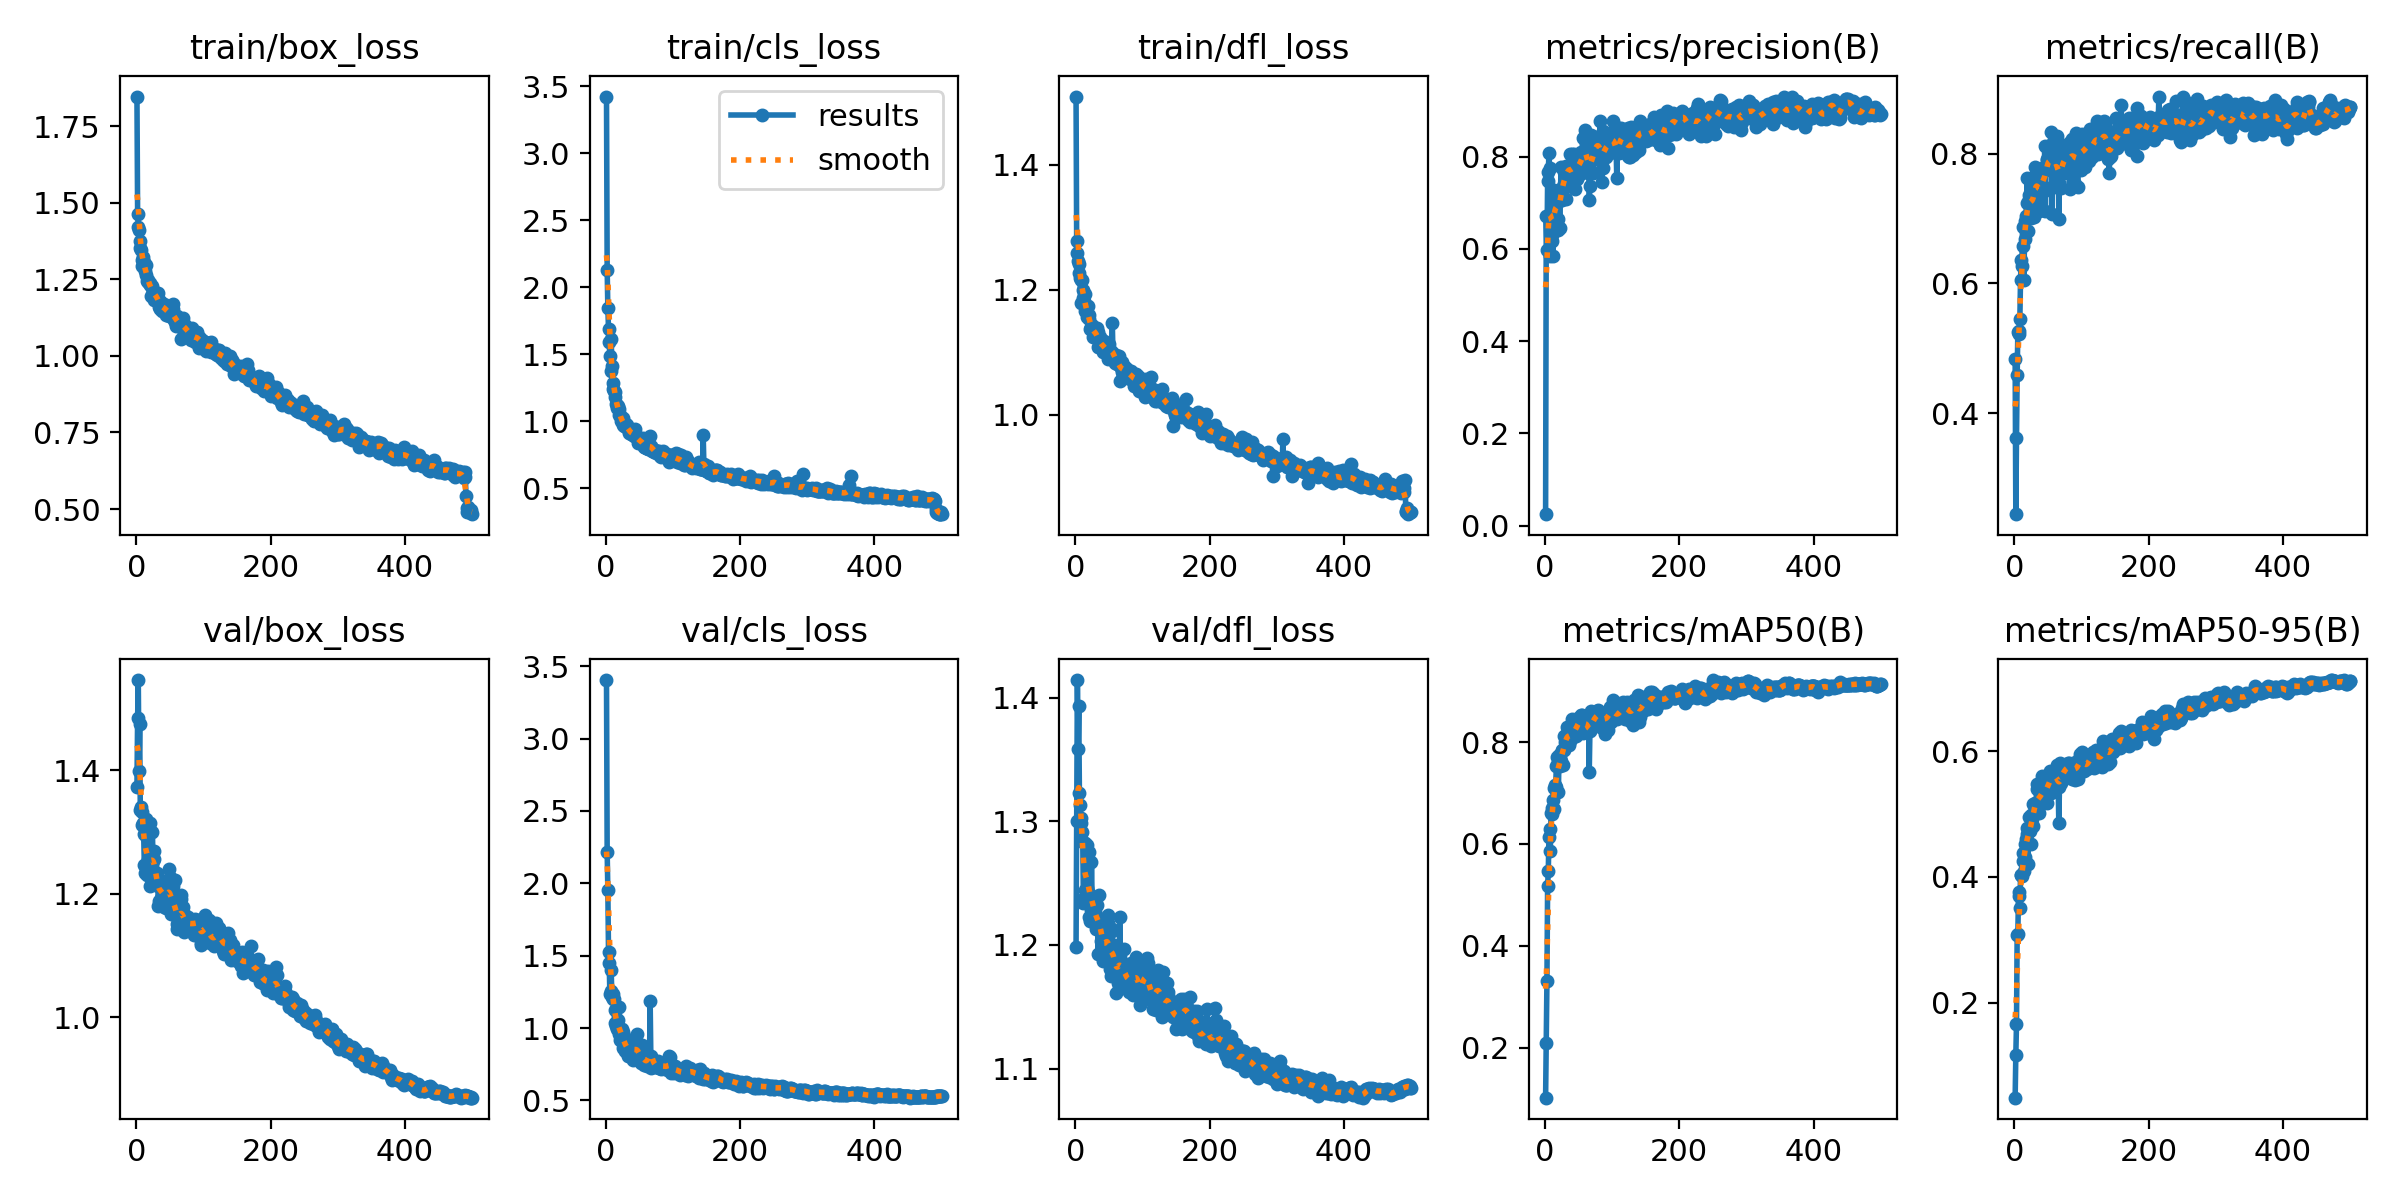 train/box_loss
train/cls_loss
train/dfl_loss
metrics/precision(B)
metrics/recall(B)
1.75
1.50
1.25
1.00
0.75
0.50
0 200 400
3.5
3.0
2.5
2.0
1.5
1.0
0.5
results
smooth
0 200 400
1.4
1.2
1.0
0 200 400
0.8
0.6
0.4
0.2
0.0
0 200 400
0.8
0.6
0.4
0 200 400
val/box_loss
val/cls_loss
val/dfl_loss
metrics/mAP50(B)
metrics/mAP50-95(B)
1.4
1.2
1.0
0 200 400
3.5
3.0
2.5
2.0
1.5
1.0
0.5
0 200 400
1.4
1.3
1.2
1.1
0 200 400
0.8
0.6
0.4
0.2
0 200 400
0.6
0.4
0.2
0 200 400